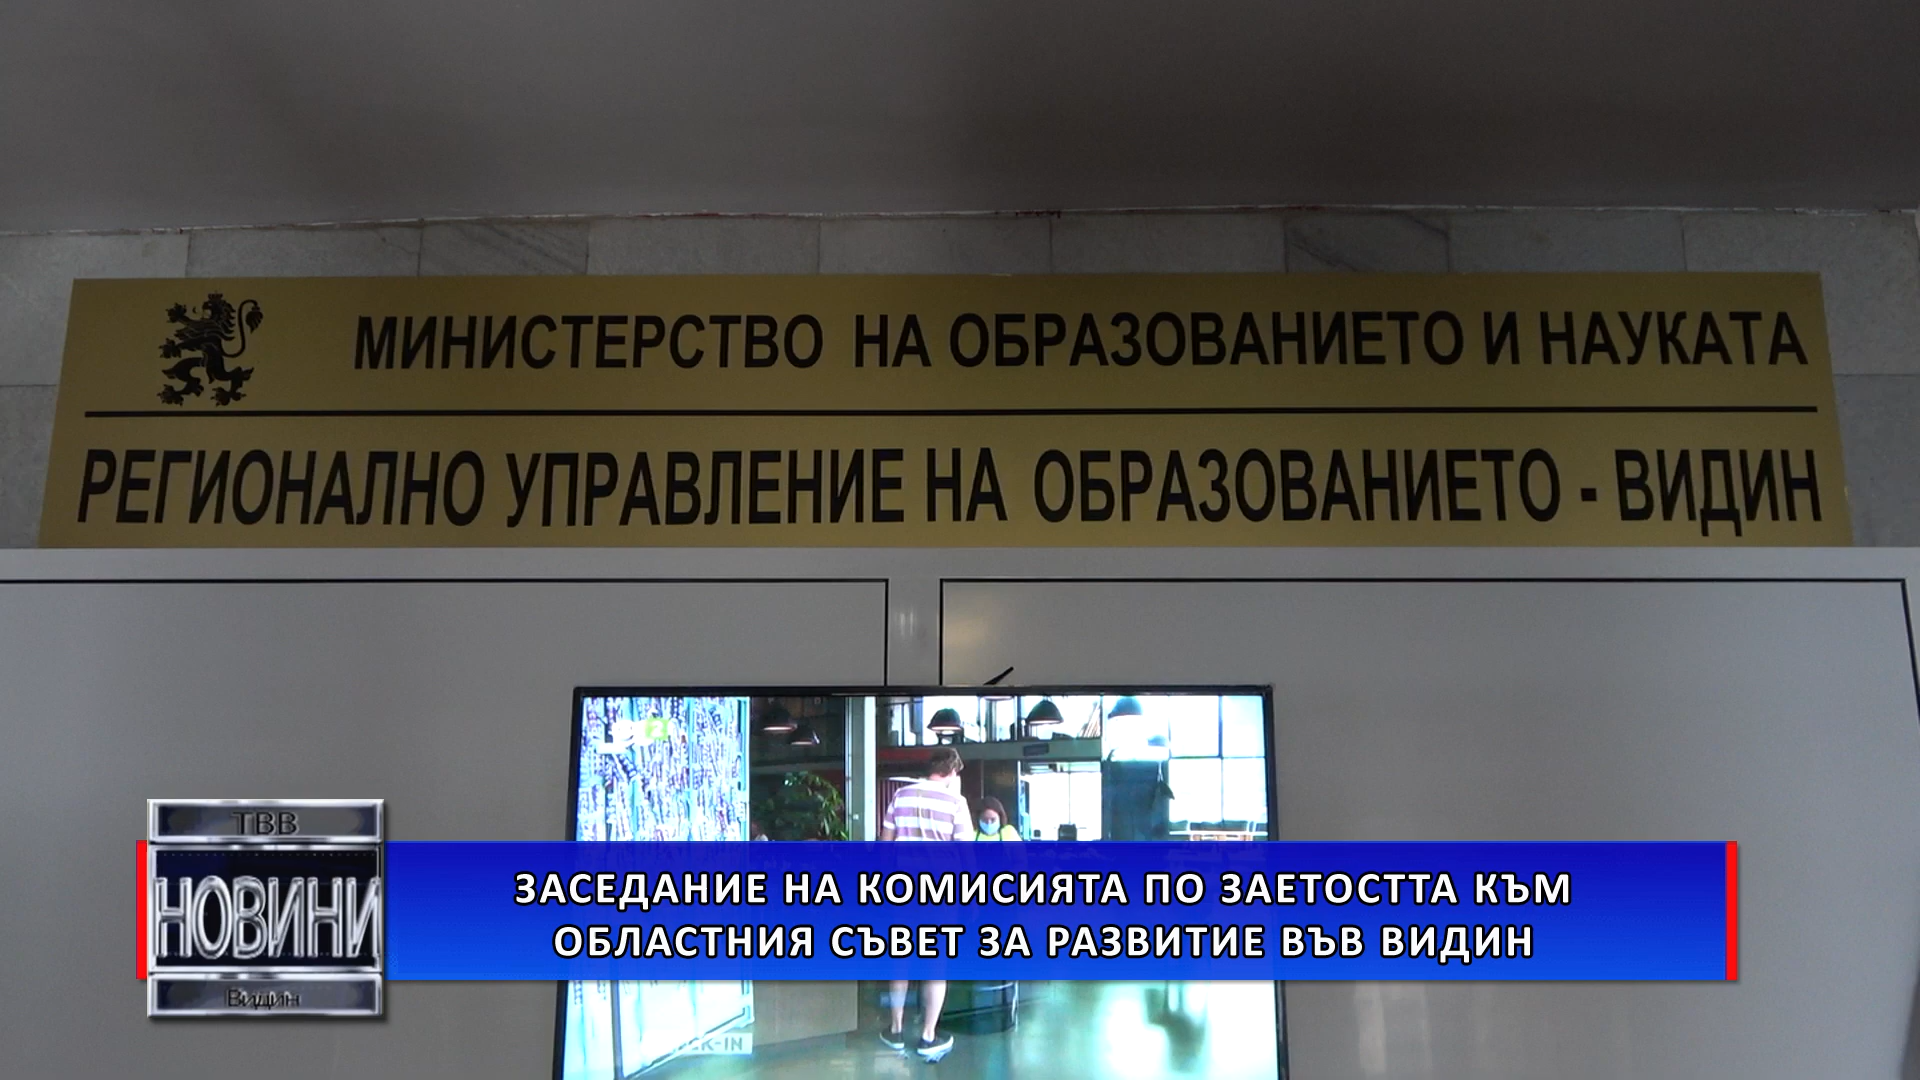 МИНИСТЕРСТВО НА ОБРАЗОВАНИЕТО И НАУКАТА
РЕГИОНАЛНО УПРАВЛЕНИЕ НА ОБРАЗОВАНИЕТО - ВИДИН
2
ТВВ
НОВИНИ
Видин
ЗАСЕДАНИЕ НА КОМИСИЯТА ПО ЗАЕТОСТТА КЪМ
ОБЛАСТНИЯ СЪВЕТ ЗА РАЗВИТИЕ ВЪВ ВИДИН